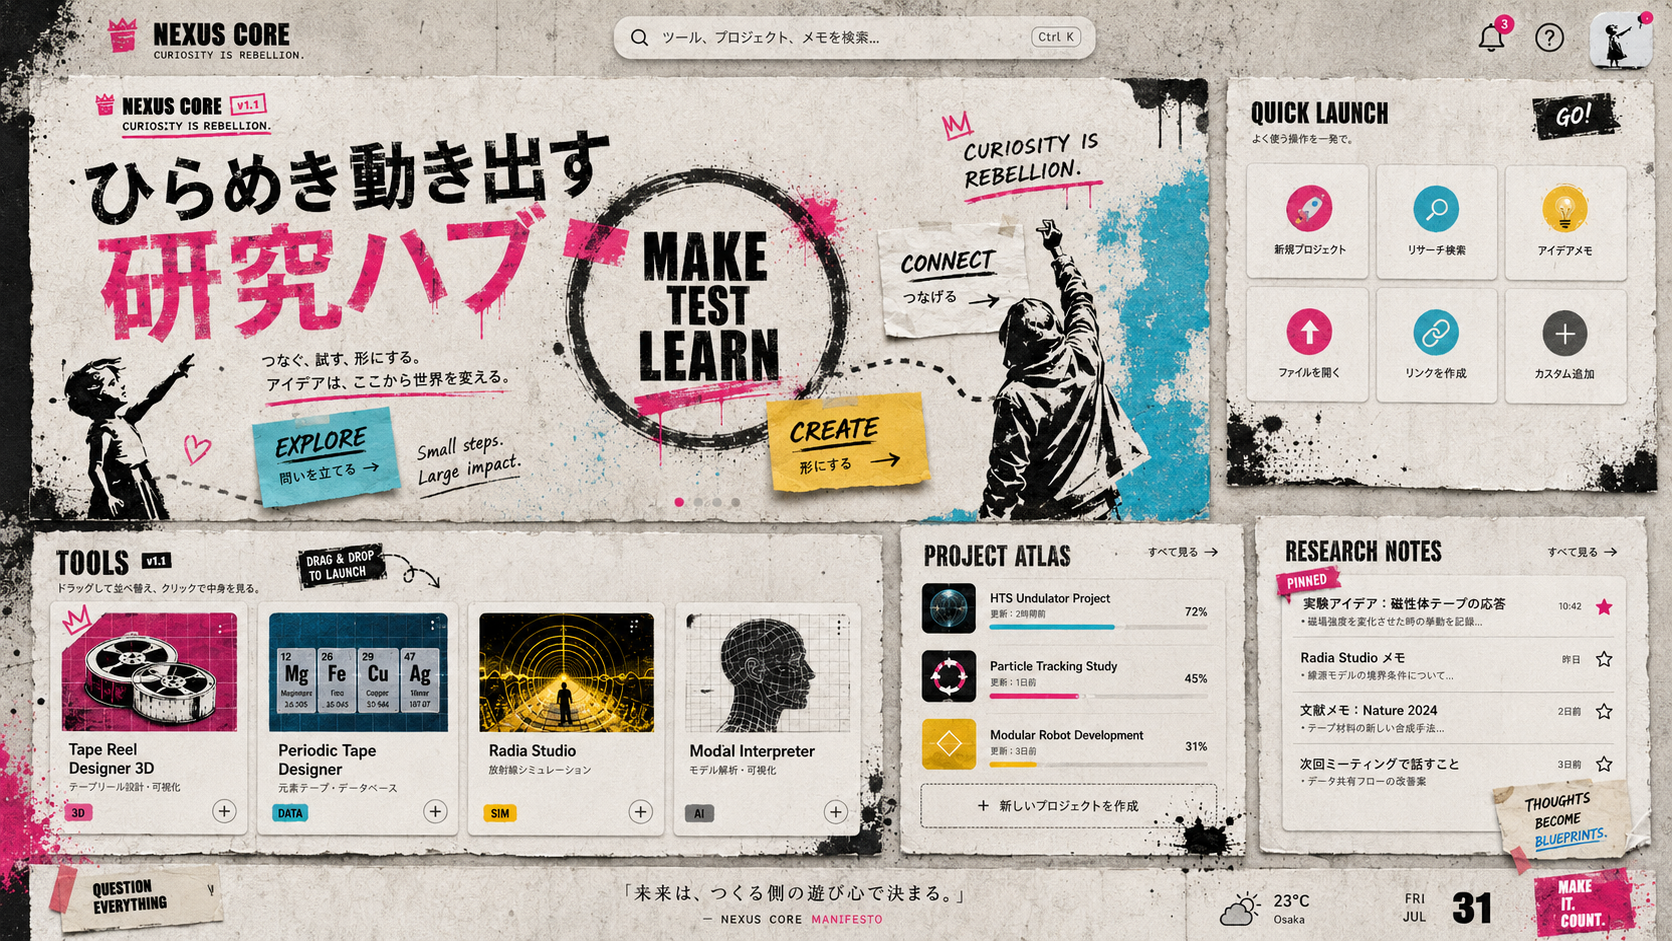 NEXUS CORE
CURIOSITY IS REBELLION.
ツール、プロジェクト、メモを検索...
Ctrl K
3
NEXUS CORE v1.1
CURIOSITY IS REBELLION.
ひらめき動き出す
研究ハブ
つなぐ、試す、形にする。
アイデアは、ここから世界を変える。
EXPLORE
問いを立てる →
Small steps.
Large impact.
MAKE
TEST
LEARN
CREATE
形にする →
CONNECT
つなげる →
CURIOSITY IS
REBELLION.
QUICK LAUNCH
GO!
よく使う操作を一発で。
新規プロジェクト
リサーチ検索
アイデアメモ
ファイルを開く
リンクを作成
カスタム追加
TOOLS v1.1
ドラッグして並べ替え、クリックで中身を見る。
DRAG & DROP
TO LAUNCH
Tape Reel
Designer 3D
テープリール設計・可視化
3D
12 26 29 47
Mg Fe Cu Ag
Periodic Tape
Designer
元素テープ・データベース
DATA
Radia Studio
放射線シミュレーション
SIM
Modal Interpreter
モデル解析・可視化
AI
PROJECT ATLAS
すべて見る →
HTS Undulator Project
更新：2時間前
72%
Particle Tracking Study
更新：1日前
45%
Modular Robot Development
更新：3日前
31%
+ 新しいプロジェクトを作成
RESEARCH NOTES
すべて見る →
PINNED
実験アイデア：磁性体テープの応答
10:42
• 磁場強度を変化させた時の挙動を記録...
Radia Studio メモ
昨日
• 線源モデルの境界条件について...
文献メモ：Nature 2024
2日前
• テープ材料の新しい合成手法...
次回ミーティングで話すこと
3日前
• データ共有フローの改善案
THOUGHTS
BECOME
BLUEPRINTS.
QUESTION
EVERYTHING
「来来は、つくる側の遊び心で決まる。」
— NEXUS CORE MANIFESTO
23°C
Osaka
FRI
JUL
31
MAKE
IT.
COUNT.